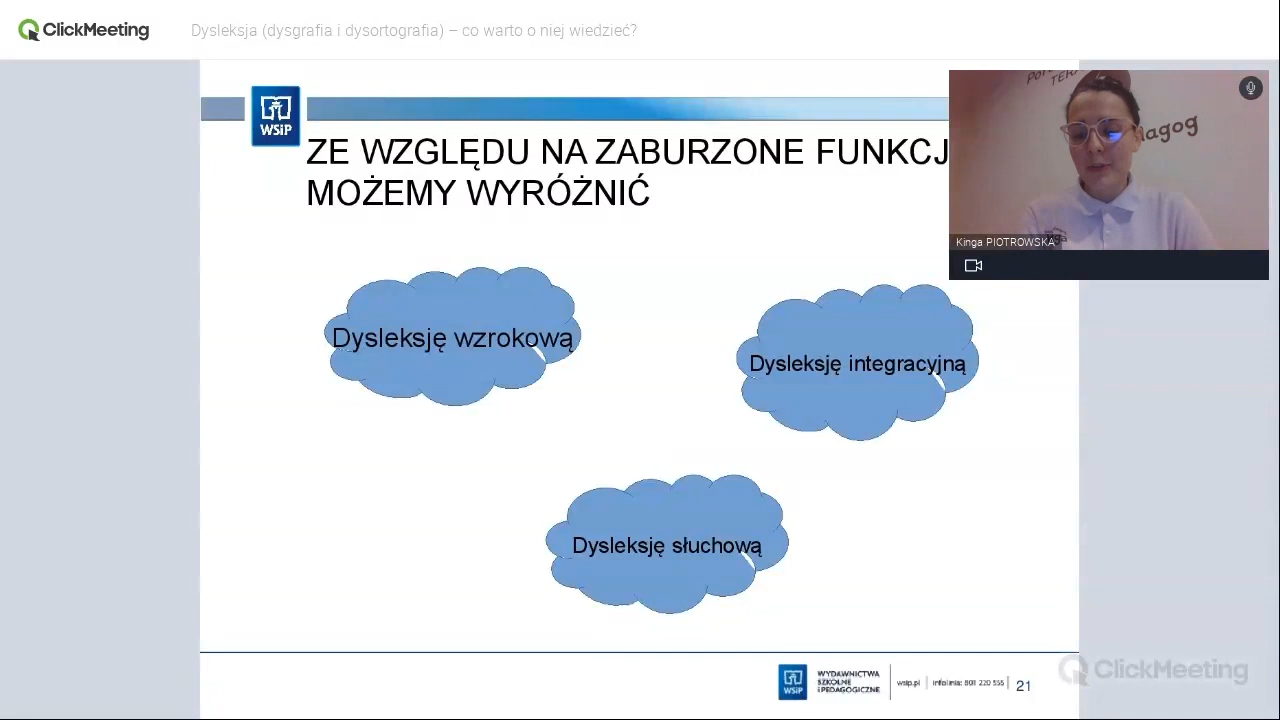 ClickMeeting
Dysleksja (dysgrafia i dysortografia) – co warto o niej wiedzieć?
WSiP
ZE WZGLĘDU NA ZABURZONE FUNKCJ
MOŻEMY WYRÓŻNIĆ
agog
Kinga PIOTROWSKA
Dysleksję wzrokową
Dysleksję integracyjną
Dysleksję słuchową
WSiP
WYDAWNICTWA
SZKOLNE
i PEDAGOGICZNE
wsip.pl
infolinia: 801 220 555
21
ClickMeeting